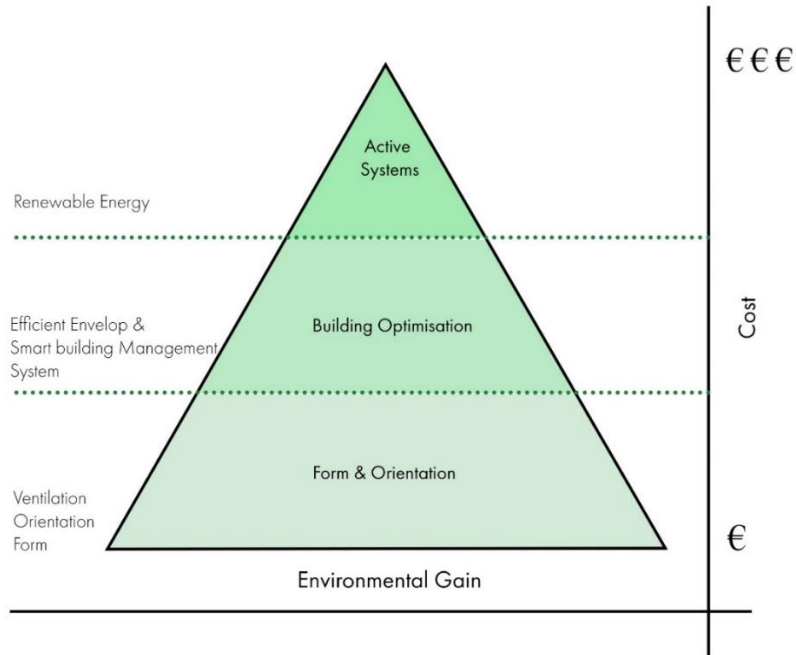 € € €
Active
Systems
Renewable Energy
Cost
Efficient Envelop &
Smart building Management
System
Building Optimisation
Form & Orientation
Ventilation
Orientation
Form
€
Environmental Gain